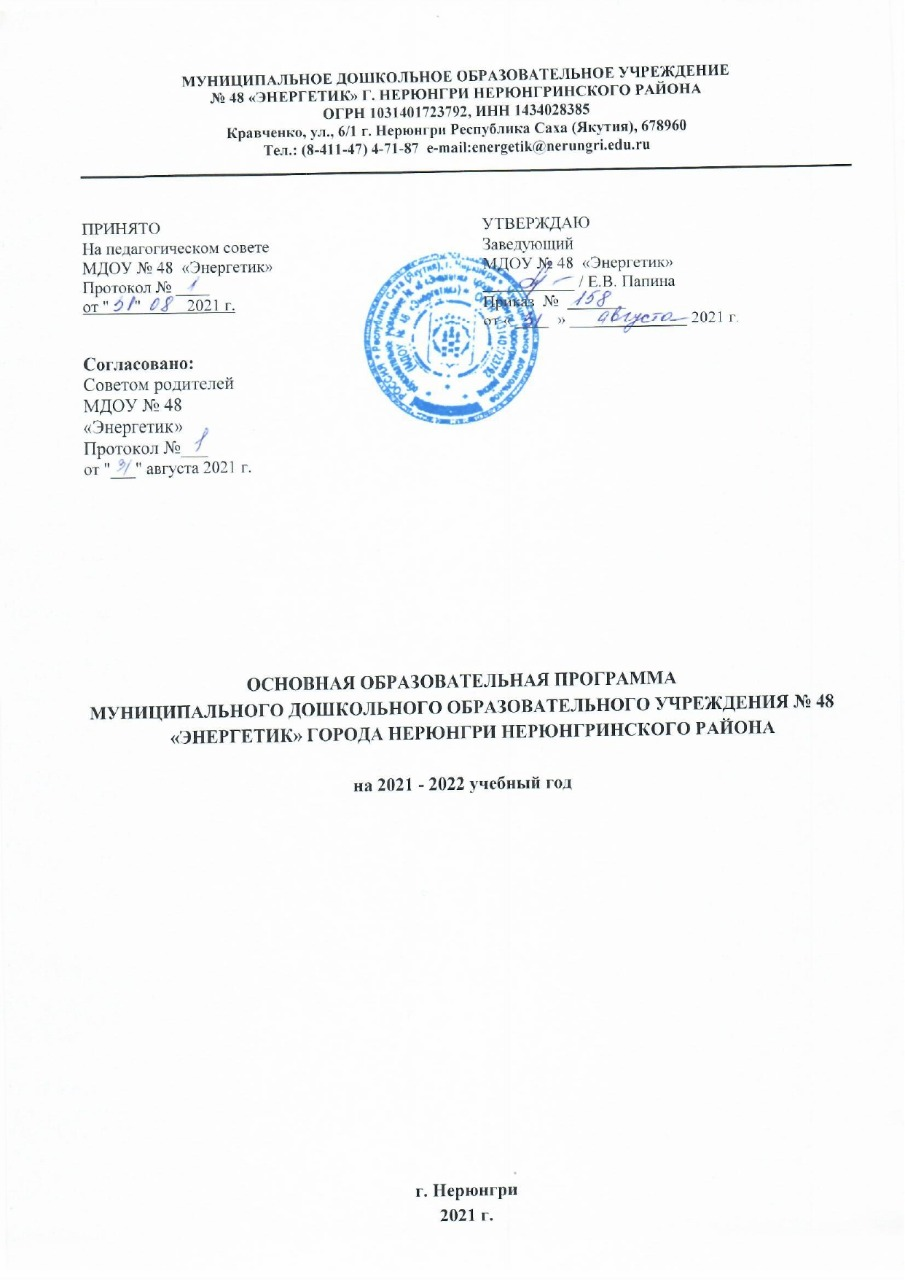 МУНИЦИПАЛЬНОЕ ДОШКОЛЬНОЕ ОБРАЗОВАТЕЛЬНОЕ УЧРЕЖДЕНИЕ
№ 48 «ЭНЕРГЕТИК» Г. НЕРЮНГРИ НЕРЮНГРИНСКОГО РАЙОНА
ОГРН 1031401723792, ИНН 1434028385
Кравченко, ул., 6/1 г. Нерюнгри Республика Саха (Якутия), 678960
Тел.: (8-411-47) 4-71-87 e-mail:energetik@nerungri.edu.ru
ПРИНЯТО
На педагогическом совете
МДОУ № 48 «Энергетик»
Протокол № 1
от "31" 08 2021 г.
Согласовано:
Советом родителей
МДОУ № 48
«Энергетик»
Протокол № 1
от "31" августа 2021 г.
УТВЕРЖДАЮ
Заведующий
МДОУ № 48 «Энергетик»
/ Е.В. Папина
Приказ № 158
от «31» августа 2021 г.
ОСНОВНАЯ ОБРАЗОВАТЕЛЬНАЯ ПРОГРАММА
МУНИЦИПАЛЬНОГО ДОШКОЛЬНОГО ОБРАЗОВАТЕЛЬНОГО УЧРЕЖДЕНИЯ № 48
«ЭНЕРГЕТИК» ГОРОДА НЕРЮНГРИ НЕРЮНГРИНСКОГО РАЙОНА
на 2021 - 2022 учебный год
г. Нерюнгри
2021 г.